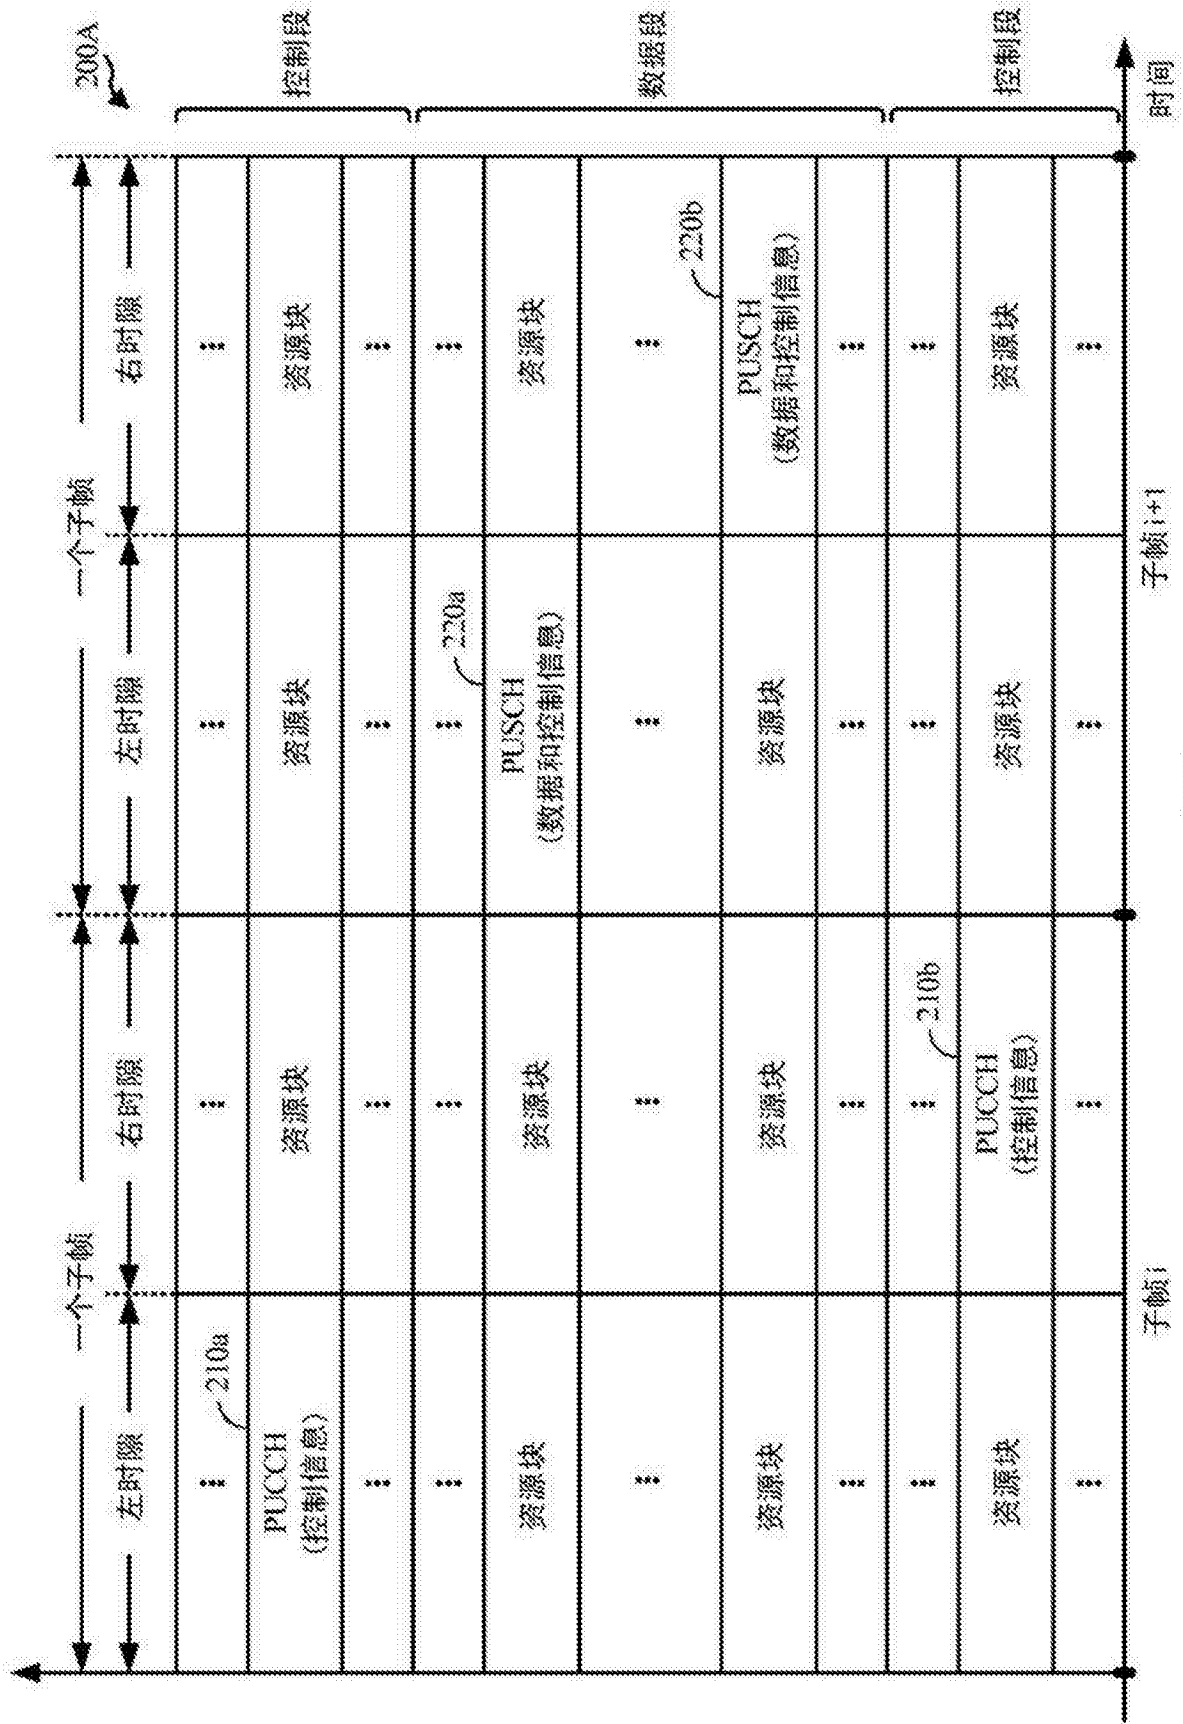 200A
一个子帧 一个子帧
左时隙 右时隙 左时隙 右时隙
210a
PUCCH
(控制信息)
资源块 资源块 资源块
控制段
220a
资源块 资源块
PUSCH
(数据和控制信息)
资源块
数据段
220b
资源块 资源块 资源块
PUSCH
(数据和控制信息)
210b
资源块
PUCCH
(控制信息)
资源块 资源块
控制段
子帧i 子帧i+1 时间